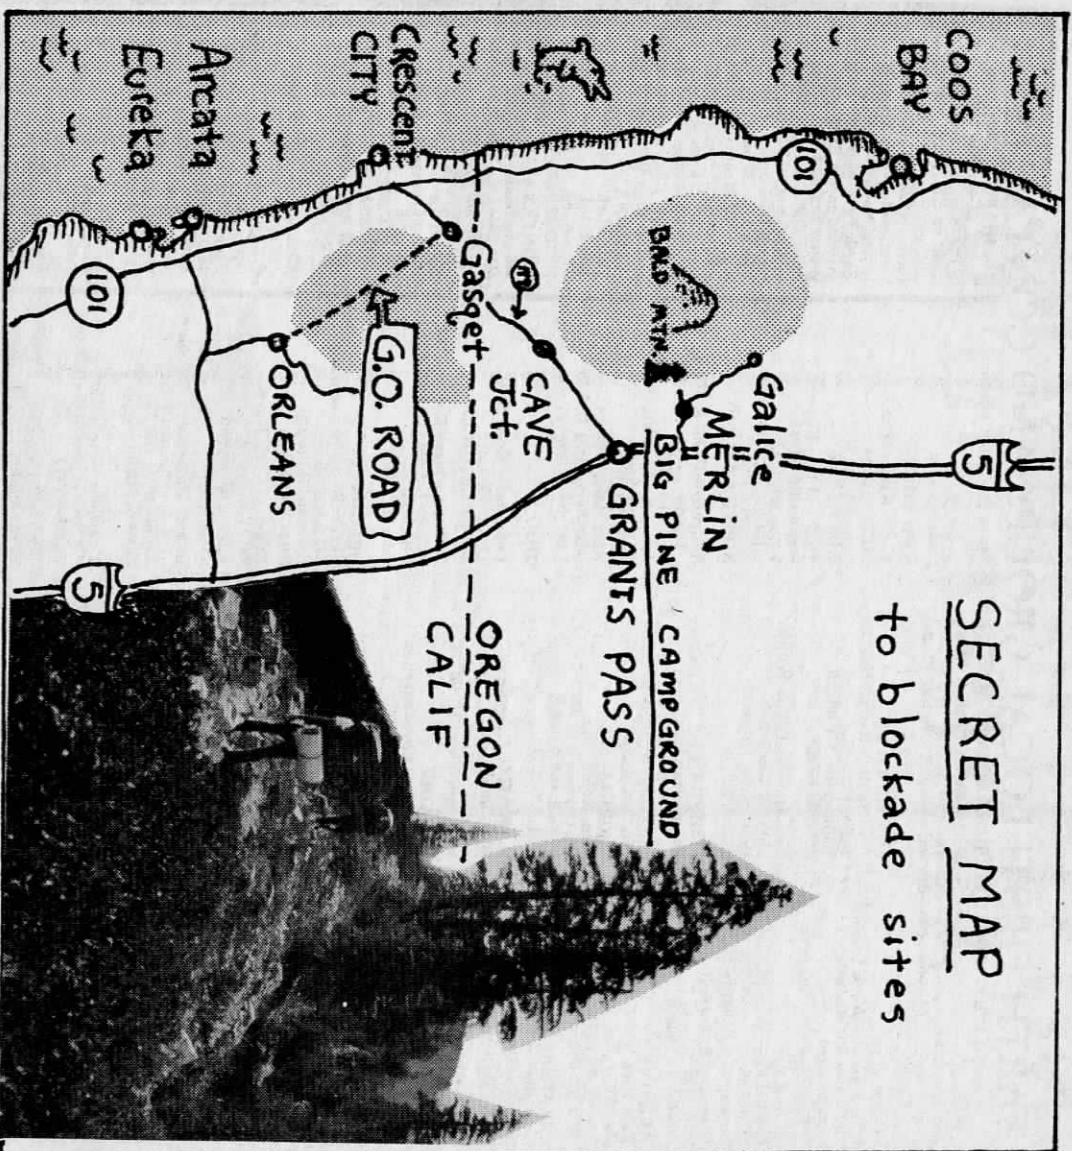 SECRET MAP
to blockade sites
COOS
BAY
101
5
Galice
MERLIN
BALD MTN.
BIG PINE CAMPGROUND
GRANTS PASS
CAVE
Jct.
Gasqet
OREGON
CALIF
CRescent
CITY
G.O. ROAD
ORLEANS
Arcata
Eureka
101
5